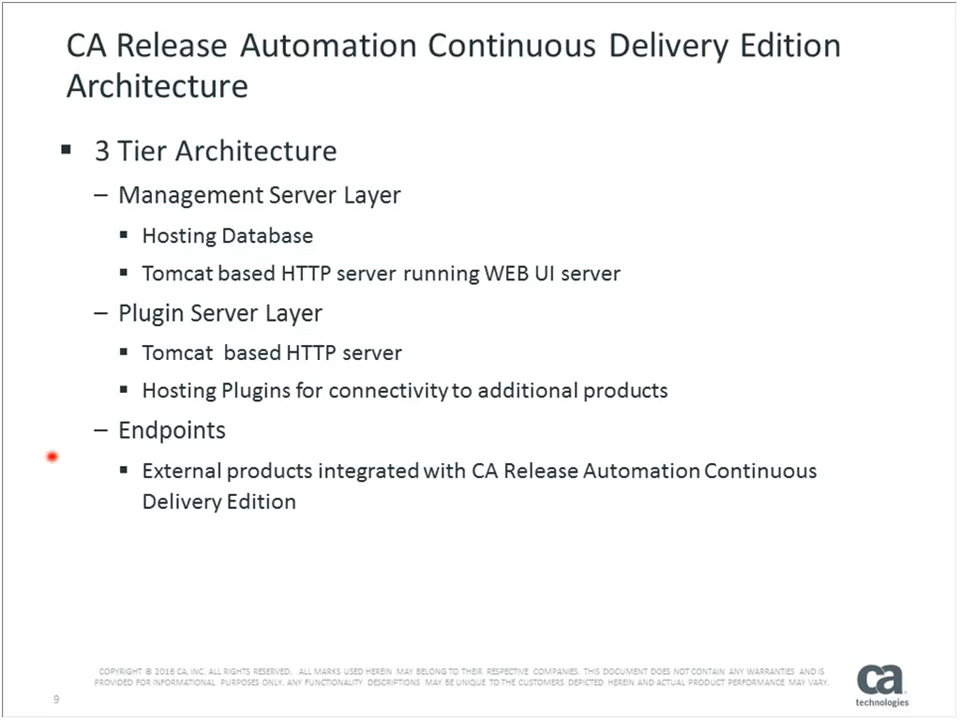 CA Release Automation Continuous Delivery Edition
Architecture
▪ 3 Tier Architecture
– Management Server Layer
▪ Hosting Database
▪ Tomcat based HTTP server running WEB UI server
– Plugin Server Layer
▪ Tomcat based HTTP server
▪ Hosting Plugins for connectivity to additional products
– Endpoints
▪ External products integrated with CA Release Automation Continuous
Delivery Edition
COPYRIGHT © 2016 CA, INC. ALL RIGHTS RESERVED. ALL MARKS USED HEREIN MAY BELONG TO THEIR RESPECTIVE COMPANIES. THIS DOCUMENT DOES NOT CONTAIN ANY WARRANTIES AND IS
PROVIDED FOR INFORMATIONAL PURPOSES ONLY. ANY FUNCTIONALITY DESCRIPTIONS MAY BE UNIQUE TO THE CUSTOMERS DEPICTED HEREIN AND ACTUAL PRODUCT PERFORMANCE MAY VARY.
9
ca
technologies